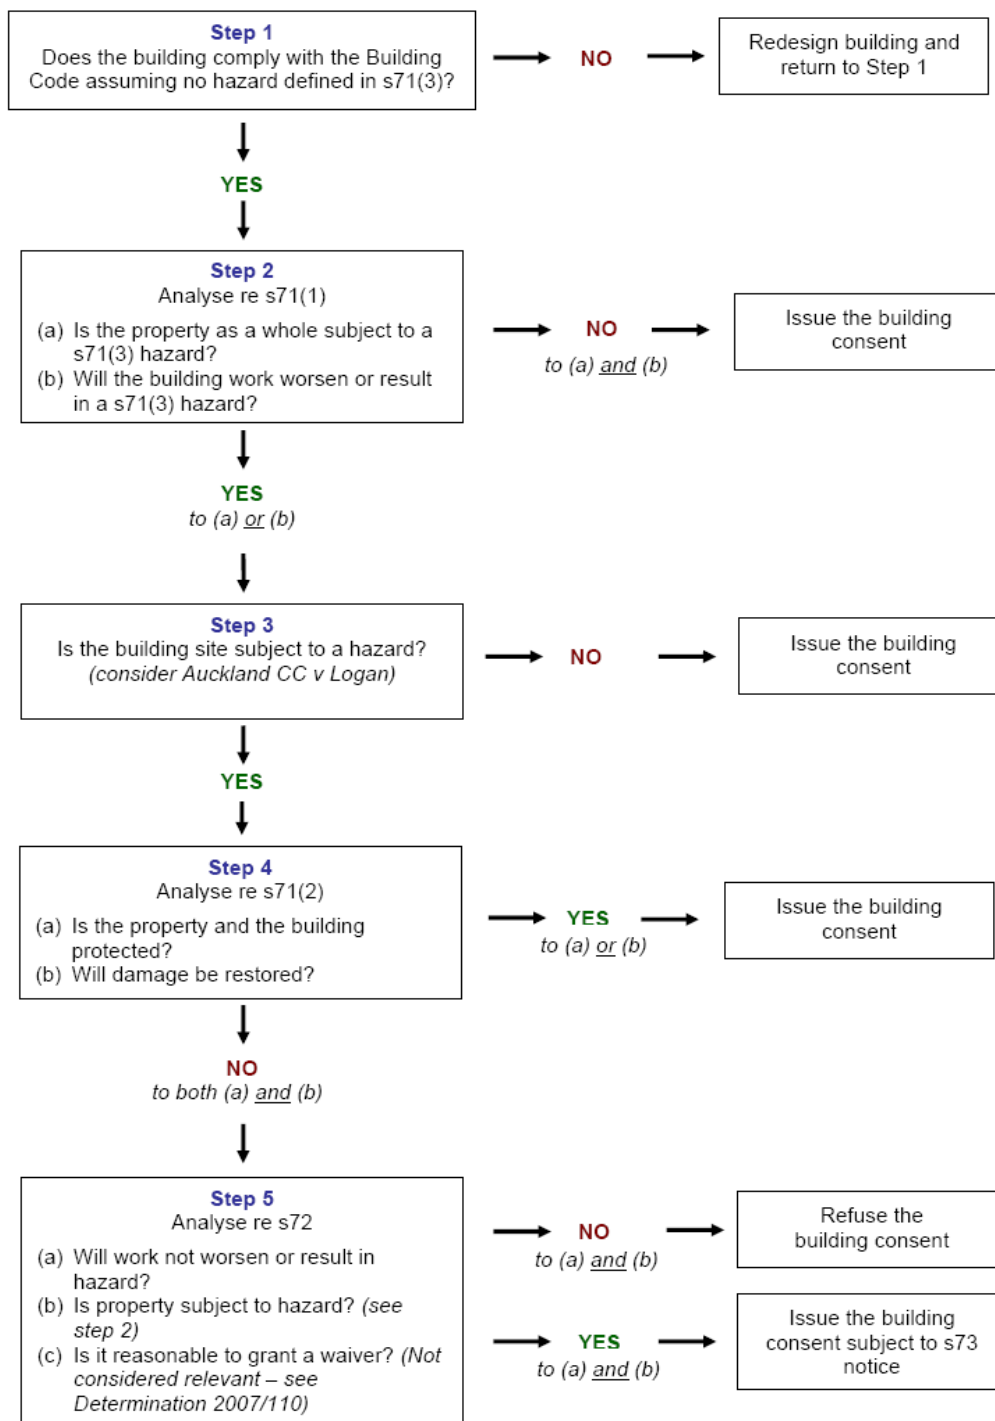 Step 1
Does the building comply with the Building
Code assuming no hazard defined in s71(3)?
NO
Redesign building and
return to Step 1
YES
Step 2
Analyse re s71(1)
(a) Is the property as a whole subject to a
s71(3) hazard?
(b) Will the building work worsen or result
in a s71(3) hazard?
NO
to (a) and (b)
Issue the building
consent
YES
to (a) or (b)
Step 3
Is the building site subject to a hazard?
(consider Auckland CC v Logan)
NO
Issue the building
consent
YES
Step 4
Analyse re s71(2)
(a) Is the property and the building
protected?
(b) Will damage be restored?
YES
to (a) or (b)
Issue the building
consent
NO
to both (a) and (b)
Step 5
Analyse re s72
(a) Will work not worsen or result in
hazard?
(b) Is property subject to hazard? (see
step 2)
(c) Is it reasonable to grant a waiver? (Not
considered relevant – see
Determination 2007/110)
NO
to (a) and (b)
Refuse the
building consent
YES
to (a) and (b)
Issue the building
consent subject to s73
notice